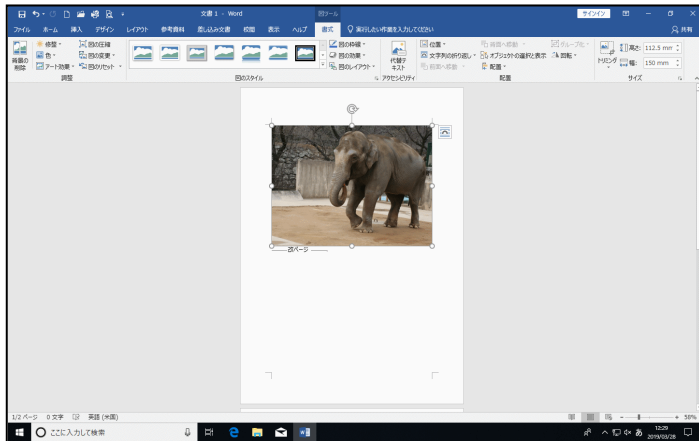 文書 1 - Word
図ツール
サインイン
ファイル ホーム 挿入 デザイン レイアウト 参考資料 差し込み文書 校閲 表示 ヘルプ 書式 実行したい作業を入力してください 共有
背景の削除
修整
色
アート効果
図の圧縮
図の変更
図のリセット
調整
図のスタイル
図の枠線
図の効果
図のレイアウト
代替テキスト
アクセシビリティ
位置
文字列の折り返し
前面へ移動
背面へ移動
オブジェクトの選択と表示
配置
グループ化
回転
配置
トリミング
高さ: 112.5 mm
幅: 150 mm
サイズ
改ページ
1/2 ページ 0 文字 英語 (米国) 58%
ここに入力して検索
あ
12:29
2019/03/28